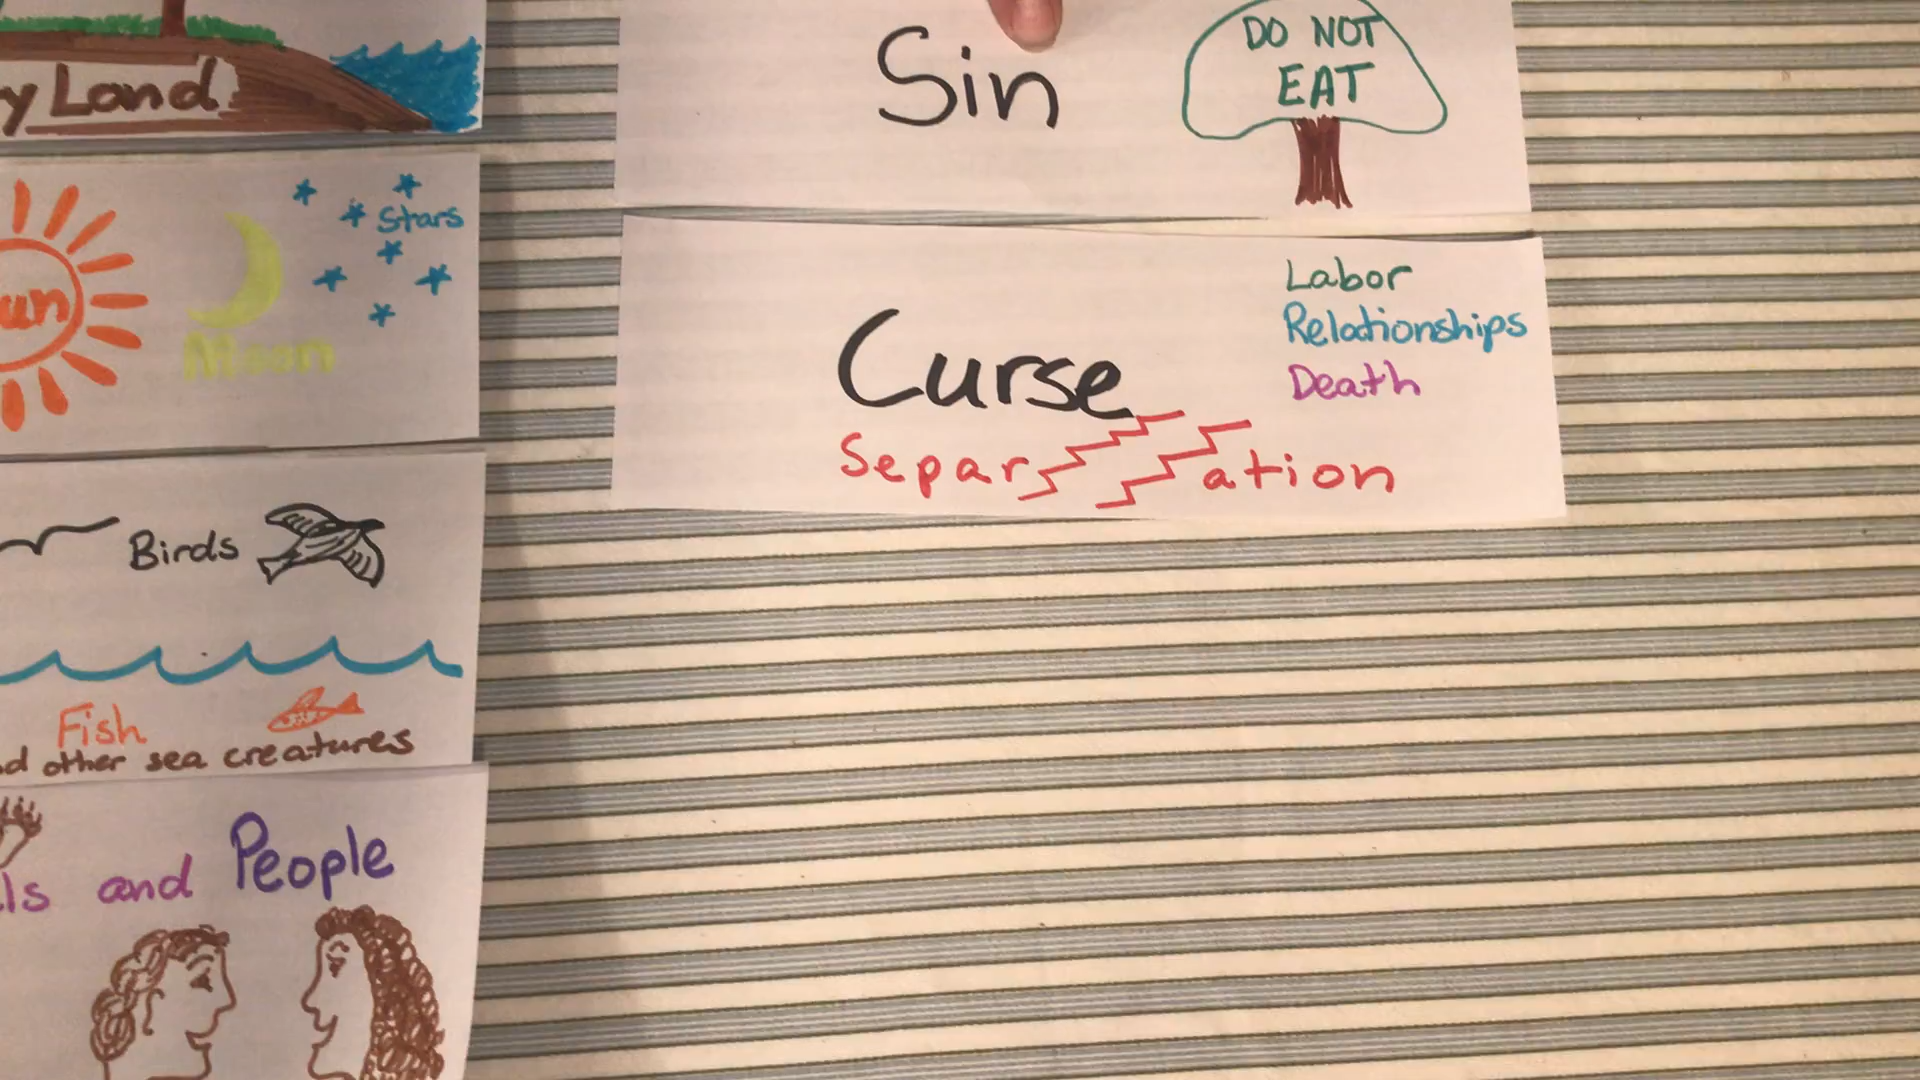 y Land
un
Moon
Stars
Birds
Fish
d other sea creatures
ls and People
Sin
DO NOT
EAT
Curse
Separation
Labor
Relationships
Death